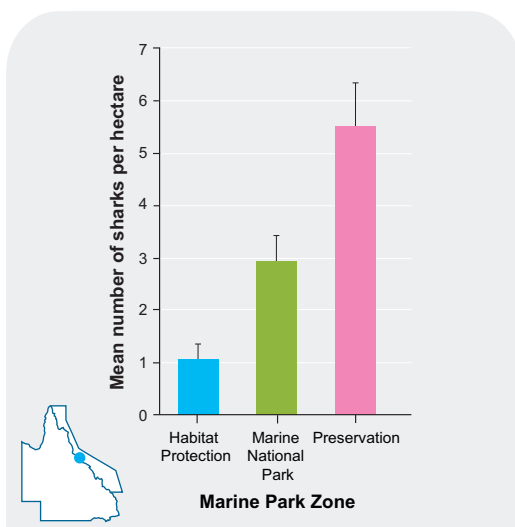 Mean number of sharks per hectare
7
6
5
4
3
2
1
0
Habitat Protection
Marine National Park
Preservation
Marine Park Zone